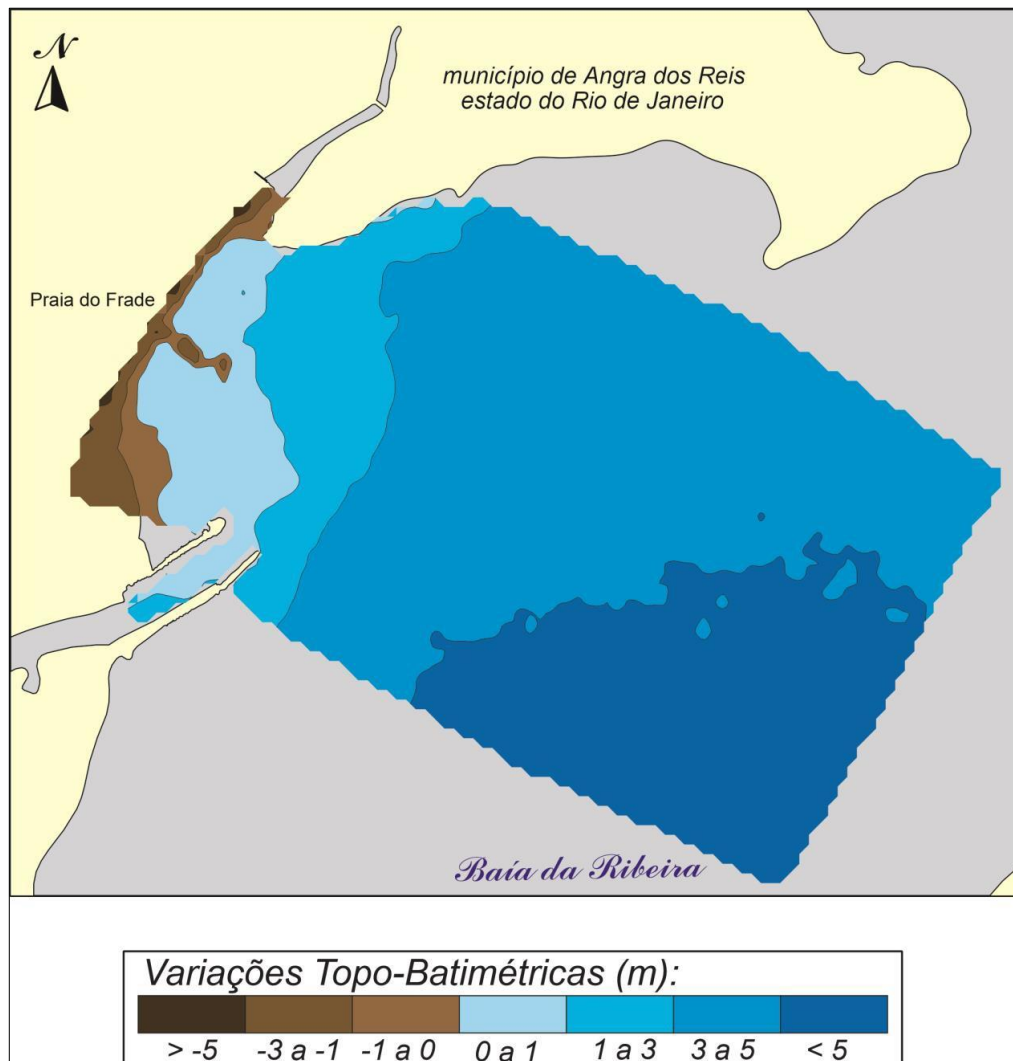 N
município de Angra dos Reis
estado do Rio de Janeiro
Praia do Frade
Baía da Ribeira
Variações Topo-Batimétricas (m):
> -5 -3 a -1 -1 a 0 0 a 1 1 a 3 3 a 5 < 5